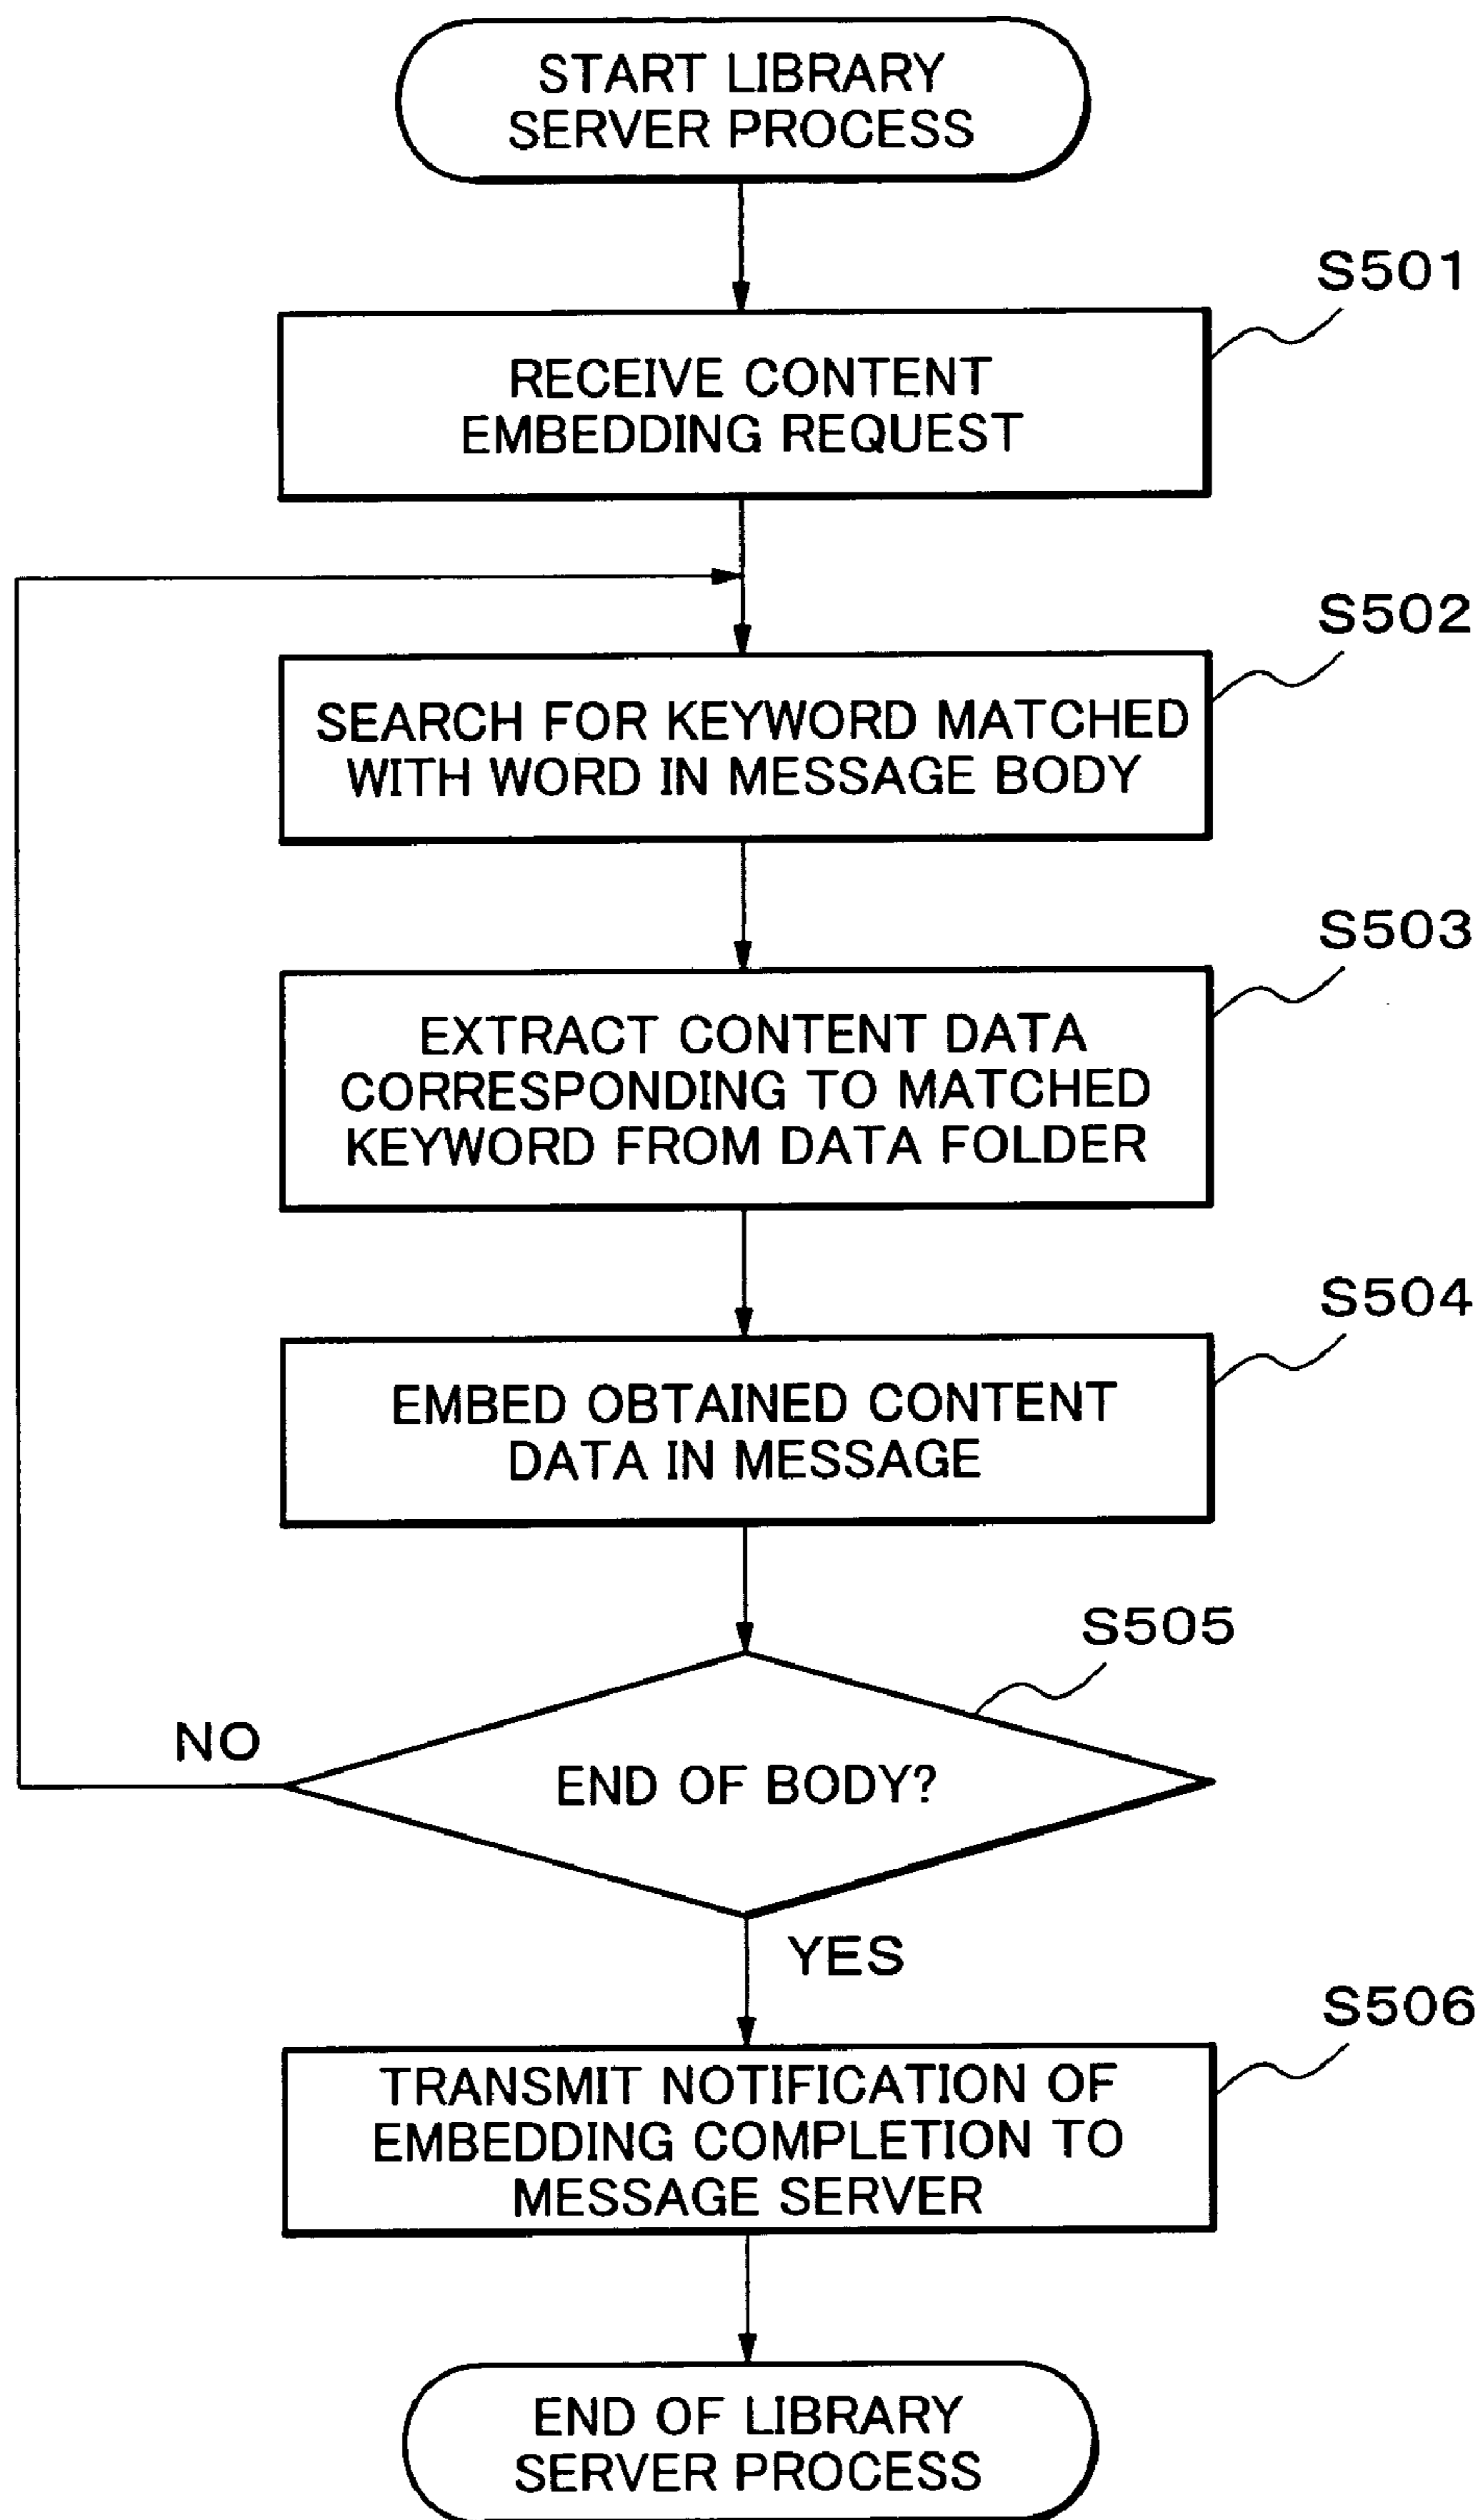 START LIBRARY
SERVER PROCESS
S501
RECEIVE CONTENT
EMBEDDING REQUEST
S502
SEARCH FOR KEYWORD MATCHED
WITH WORD IN MESSAGE BODY
S503
EXTRACT CONTENT DATA
CORRESPONDING TO MATCHED
KEYWORD FROM DATA FOLDER
S504
EMBED OBTAINED CONTENT
DATA IN MESSAGE
S505
NO
END OF BODY?
YES
S506
TRANSMIT NOTIFICATION OF
EMBEDDING COMPLETION TO
MESSAGE SERVER
END OF LIBRARY
SERVER PROCESS